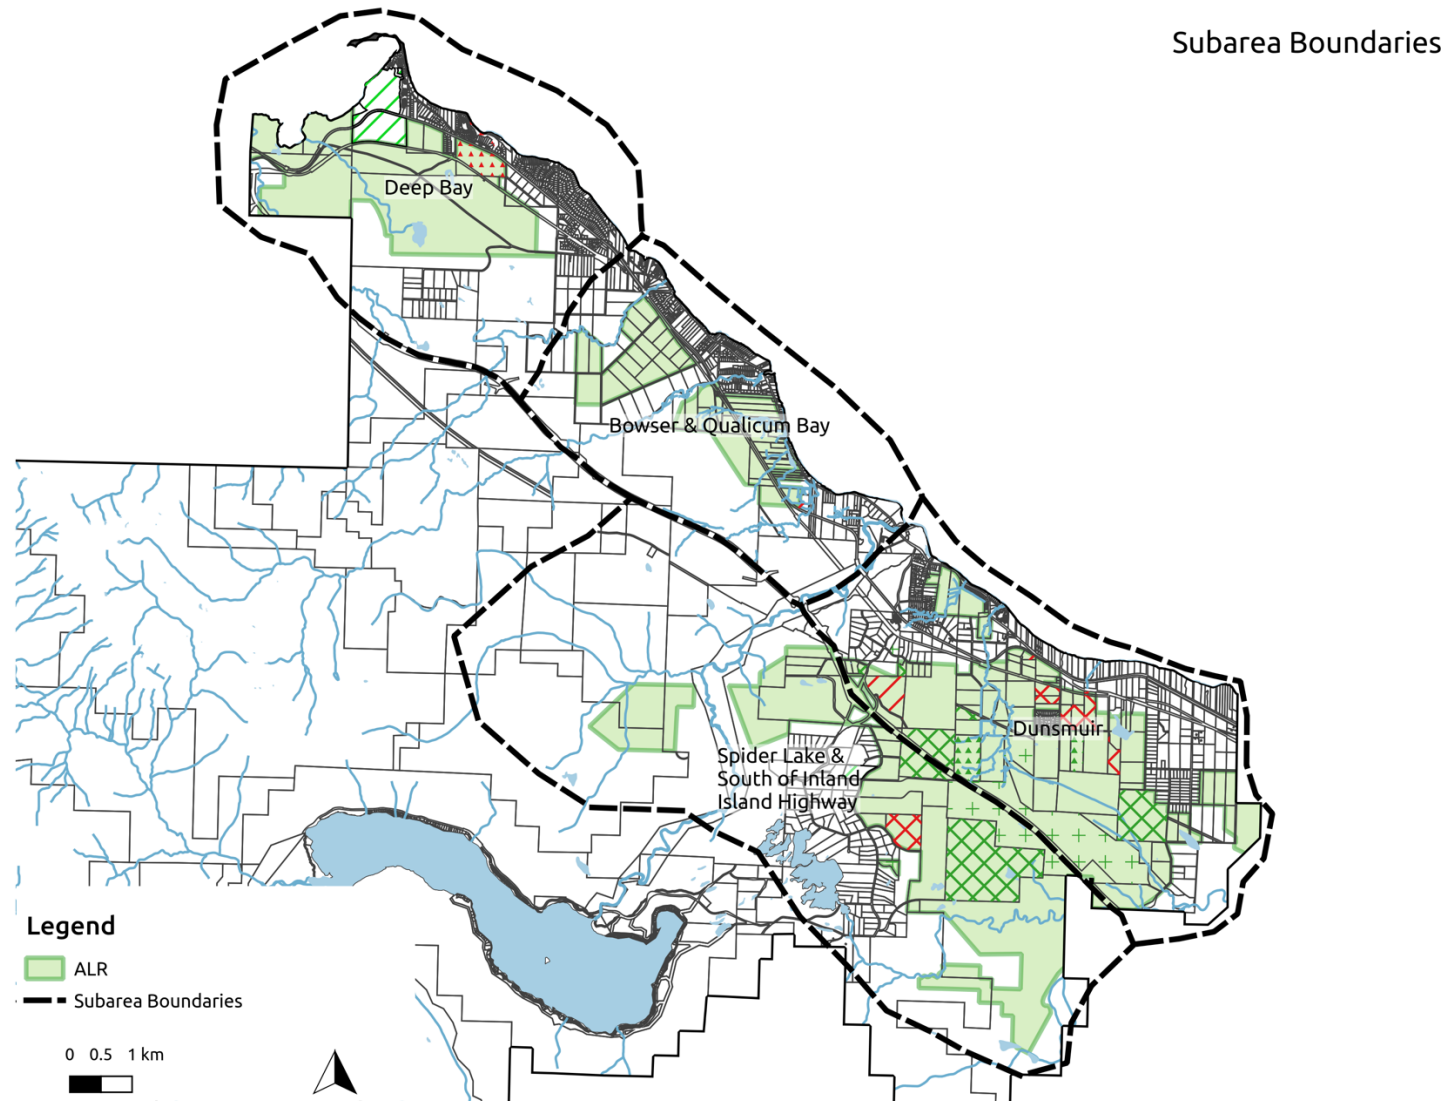 Subarea Boundaries
Deep Bay
Bowser & Qualicum Bay
Dunsmuir
Spider Lake &
South of Inland
Island Highway
Legend
ALR
Subarea Boundaries
0 0.5 1 km